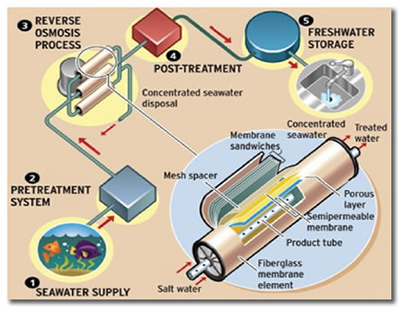 3 REVERSE
OSMOSIS
PROCESS
4
POST-TREATMENT
5
FRESHWATER
STORAGE
Concentrated seawater
disposal
2
PRETREATMENT
SYSTEM
1
SEAWATER SUPPLY
Membrane
sandwiches
Concentrated
seawater
Treated
water
Mesh spacer
Porous
layer
Semipermeable
membrane
Product tube
Fiberglass
membrane
element
Salt water